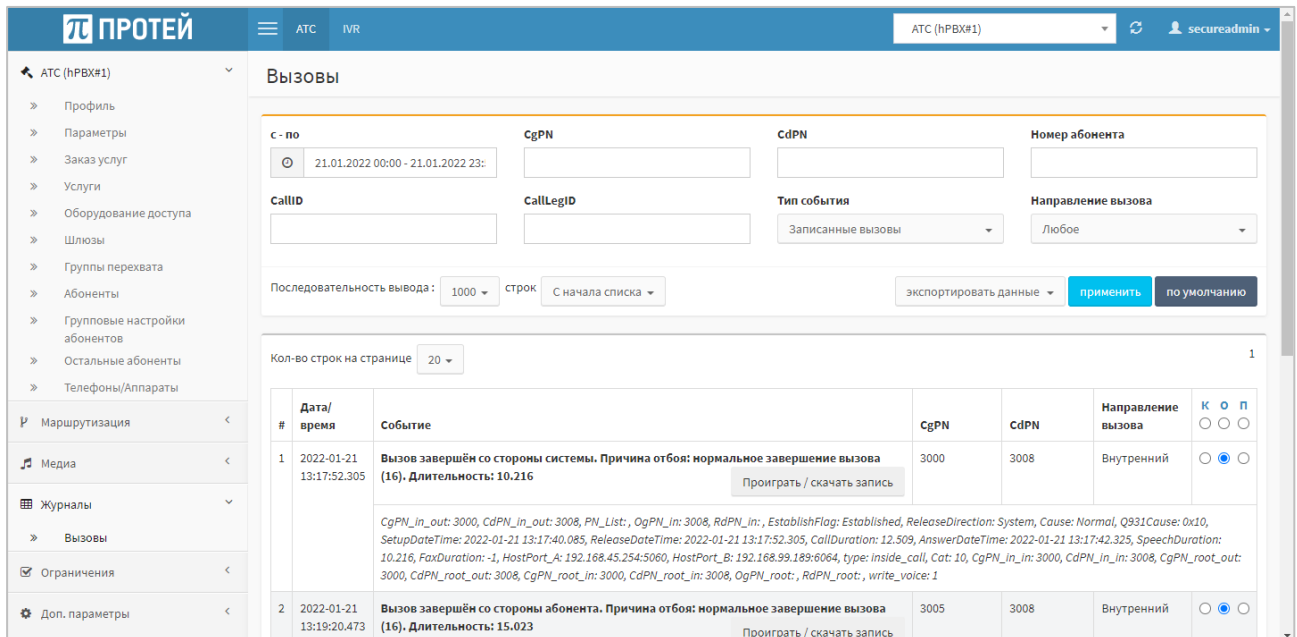 π ПРОТЕЙ
АТС
IVR
АТС (hPBX#1)
secureadmin
АТС (hPBX#1)
Профиль
Параметры
Заказ услуг
Услуги
Оборудование доступа
Шлюзы
Группы перехвата
Абоненты
Групповые настройки
абонентов
Остальные абоненты
Телефоны/Аппараты
Маршрутизация
Медиа
Журналы
Вызовы
Ограничения
Доп. параметры
Вызовы
с - по
CgPN
CdPN
Номер абонента
21.01.2022 00:00 - 21.01.2022 23:
CallID
CallLegID
Тип события
Направление вызова
Записанные вызовы
Любое
Последовательность вывода :
1000
строк
С начала списка
экспортировать данные
применить
по умолчанию
Кол-во строк на странице
20
1
# Дата/ время Событие CgPN CdPN Направление вызова К О П
1 2022-01-21 Вызов завершён со стороны системы. Причина отбоя: нормальное завершение вызова 3000 3008 Внутренний
13:17:52.305 (16). Длительность: 10.216 Проиграть / скачать запись
CgPN_in_out: 3000, CdPN_in_out: 3008, PN_List: , OgPN_in: 3008, RdPN_in: , EstablishFlag: Established, ReleaseDirection: System, Cause: Normal, Q931Cause: 0x10,
SetupDateTime: 2022-01-21 13:17:40.085, ReleaseDateTime: 2022-01-21 13:17:52.305, CallDuration: 12.509, AnswerDateTime: 2022-01-21 13:17:42.325, SpeechDuration:
10.216, FaxDuration: -1, HostPort_A: 192.168.45.254:5060, HostPort_B: 192.168.99.189:6064, type: inside_call, Cat: 10, CgPN_in_in: 3000, CdPN_in_in: 3008, CgPN_root_out:
3000, CdPN_root_out: 3008, CgPN_root_in: 3000, CdPN_root_in: 3008, OgPN_root: , RdPN_root: , write_voice: 1
2 2022-01-21 Вызов завершён со стороны абонента. Причина отбоя: нормальное завершение вызова 3005 3008 Внутренний
13:19:20.473 (16). Длительность: 15.023 Проиграть / скачать запись